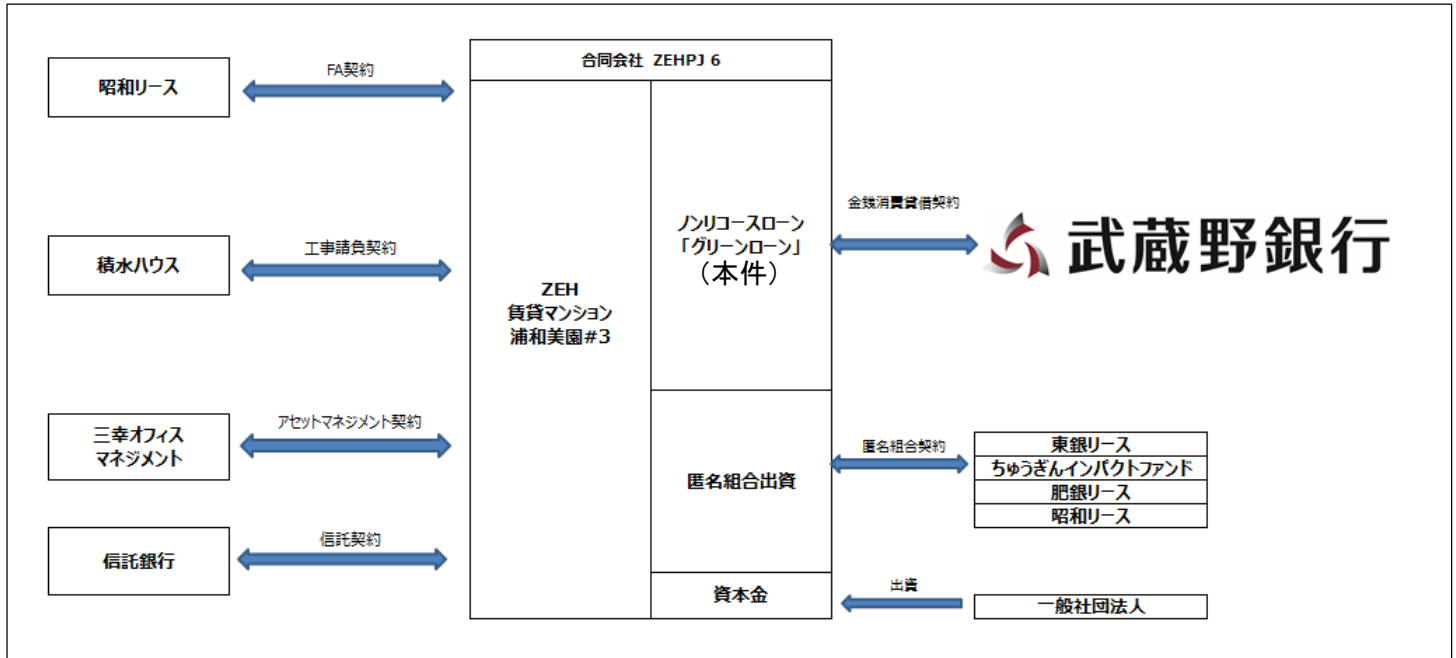 合同会社 ZEHPJ 6
昭和リース
FA契約
積水ハウス
工事請負契約
三幸オフィス
マネジメント
アセットマネジメント契約
信託銀行
信託契約
ZEH
賃貸マンション
浦和美園#3
ノンリコースローン
「グリーンローン」
（本件）
金銭消費貸借契約
武蔵野銀行
匿名組合出資
匿名組合契約
東銀リース
ちゅうぎんインパクトファンド
肥銀リース
昭和リース
資本金
出資
一般社団法人